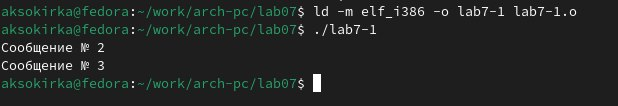 aksokirka@fedora:~/work/arch-pc/lab07$ ld -m elf_i386 -o lab7-1 lab7-1.o
aksokirka@fedora:~/work/arch-pc/lab07$ ./lab7-1
Сообщение № 2
Сообщение № 3
aksokirka@fedora:~/work/arch-pc/lab07$